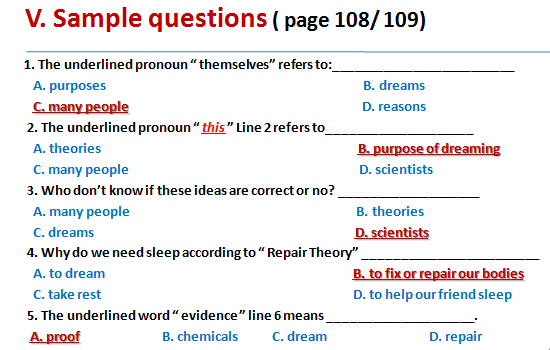 V. Sample questions ( page 108/ 109)
1. The underlined pronoun “ themselves” refers to:___________________________
A. purposes B. dreams
C. many people D. reasons
2. The underlined pronoun “ this ” Line 2 refers to______________________
A. theories B. purpose of dreaming
C. many people D. scientists
3. Who don’t know if these ideas are correct or no? _____________________
A. many people B. theories
C. dreams D. scientists
4. Why do we need sleep according to “ Repair Theory” __________________________
A. to dream B. to fix or repair our bodies
C. take rest D. to help our friend sleep
5. The underlined word “ evidence” line 6 means ______________________.
A. proof B. chemicals C. dream D. repair